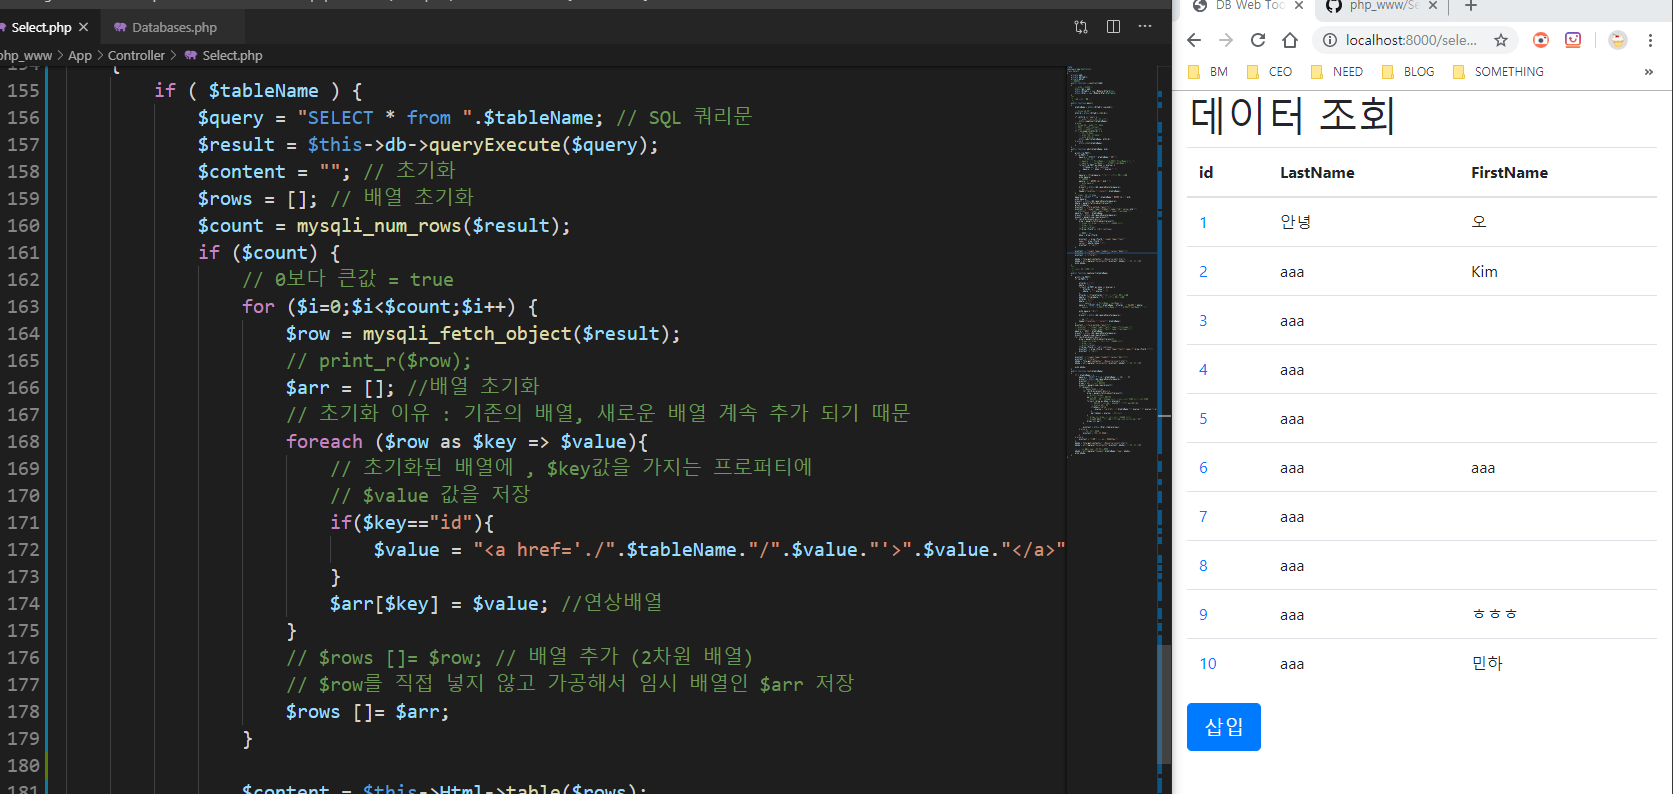 Select.php
Databases.php
php_www > App > Controller > Select.php
155 if ( $tableName ) {
156 $query = "SELECT * from ".$tableName; // SQL 쿼리문
157 $result = $this->db->queryExecute($query);
158 $content = ""; // 초기화
159 $rows = []; // 배열 초기화
160 $count = mysqli_num_rows($result);
161 if ($count) {
162 // 0보다 큰값 = true
163 for ($i=0;$i<$count;$i++) {
164 $row = mysqli_fetch_object($result);
165 // print_r($row);
166 $arr = []; //배열 초기화
167 // 초기화 이유 : 기존의 배열, 새로운 배열 계속 추가 되기 때문
168 foreach ($row as $key => $value){
169 // 초기화된 배열에 , $key값을 가지는 프로퍼티에
170 // $value 값을 저장
171 if($key=="id"){
172 $value = "<a href='./".$tableName."/".$value."'>".$value."</a>"
173 }
174 $arr[$key] = $value; //연상배열
175 }
176 // $rows []= $row; // 배열 추가 (2차원 배열)
177 // $row를 직접 넣지 않고 가공해서 임시 배열인 $arr 저장
178 $rows []= $arr;
179 }
180
181 $content = $this->Html->table($rows);
DB Web Too
php_www/Se
localhost:8000/sele...
BM CEO NEED BLOG SOMETHING »
데이터 조회
id LastName FirstName
1 안녕 오
2 aaa Kim
3 aaa
4 aaa
5 aaa
6 aaa aaa
7 aaa
8 aaa
9 aaa ㅎㅎㅎ
10 aaa 민하
삽입